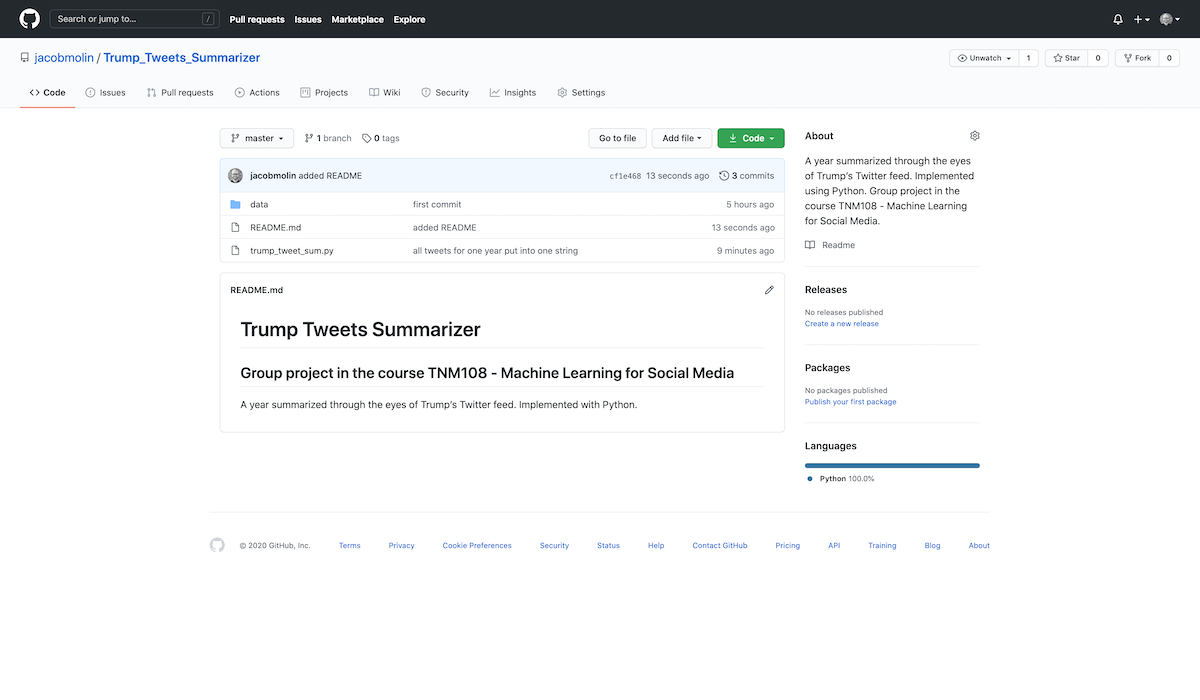 Search or jump to... /
Pull requests Issues Marketplace Explore
jacobmolin / Trump_Tweets_Summarizer
Unwatch 1 Star 0 Fork 0
Code Issues Pull requests Actions Projects Wiki Security Insights Settings
master 1 branch 0 tags
Go to file Add file Code
jacobmolin added README cf1e468 13 seconds ago 3 commits
data first commit 5 hours ago
README.md added README 13 seconds ago
trump_tweet_sum.py all tweets for one year put into one string 9 minutes ago
README.md
Trump Tweets Summarizer
Group project in the course TNM108 - Machine Learning for Social Media
A year summarized through the eyes of Trump's Twitter feed. Implemented with Python.
About
A year summarized through the eyes
of Trump's Twitter feed. Implemented
using Python. Group project in the
course TNM108 - Machine Learning
for Social Media.
Readme
Releases
No releases published
Create a new release
Packages
No packages published
Publish your first package
Languages
Python 100.0%
© 2020 GitHub, Inc. Terms Privacy Cookie Preferences Security Status Help Contact GitHub Pricing API Training Blog About